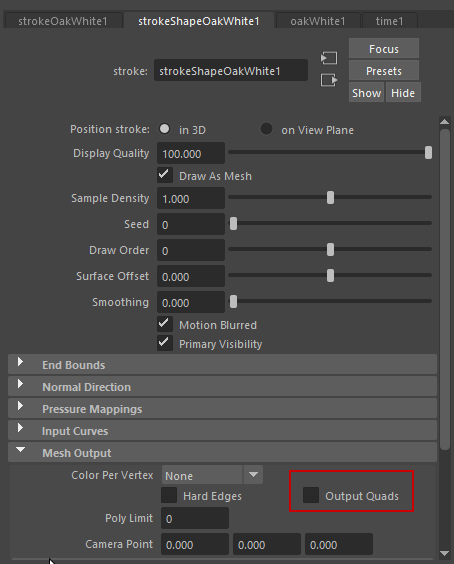 strokeOakWhite1 strokeShapeOakWhite1 oakWhite1 time1
Focus
stroke: strokeShapeOakWhite1 Presets
Show Hide
Position stroke: in 3D on View Plane
Display Quality 100.000
Draw As Mesh
Sample Density 1.000
Seed 0
Draw Order 0
Surface Offset 0.000
Smoothing 0.000
Motion Blurred
Primary Visibility
End Bounds
Normal Direction
Pressure Mappings
Input Curves
Mesh Output
Color Per Vertex None
Hard Edges Output Quads
Poly Limit 0
Camera Point 0.000 0.000 0.000